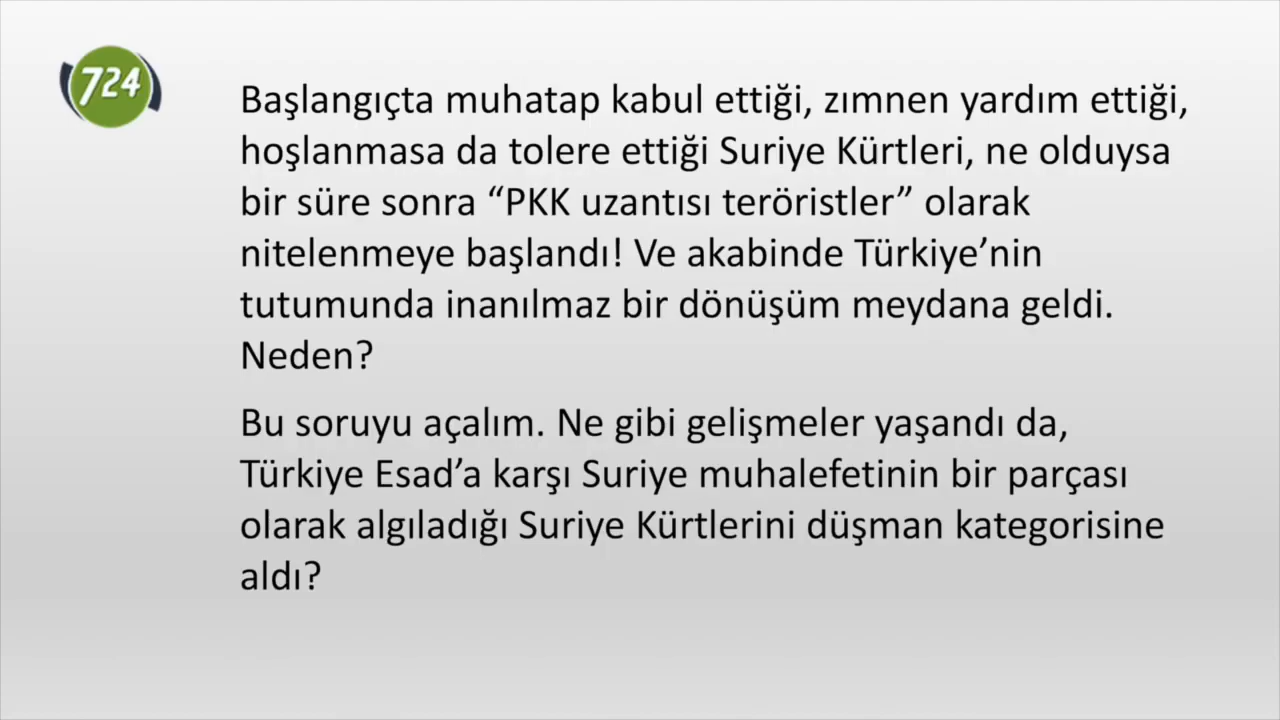 724
Başlangıçta muhatap kabul ettiği, zımnen yardım ettiği,
hoşlanmasa da tolere ettiği Suriye Kürtleri, ne olduysa
bir süre sonra “PKK uzantısı teröristler” olarak
nitelenmeye başlandı! Ve akabinde Türkiye’nin
tutumunda inanılmaz bir dönüşüm meydana geldi.
Neden?
Bu soruyu açalım. Ne gibi gelişmeler yaşandı da,
Türkiye Esad’a karşı Suriye muhalefetinin bir parçası
olarak algıladığı Suriye Kürtlerini düşman kategorisine
aldı?